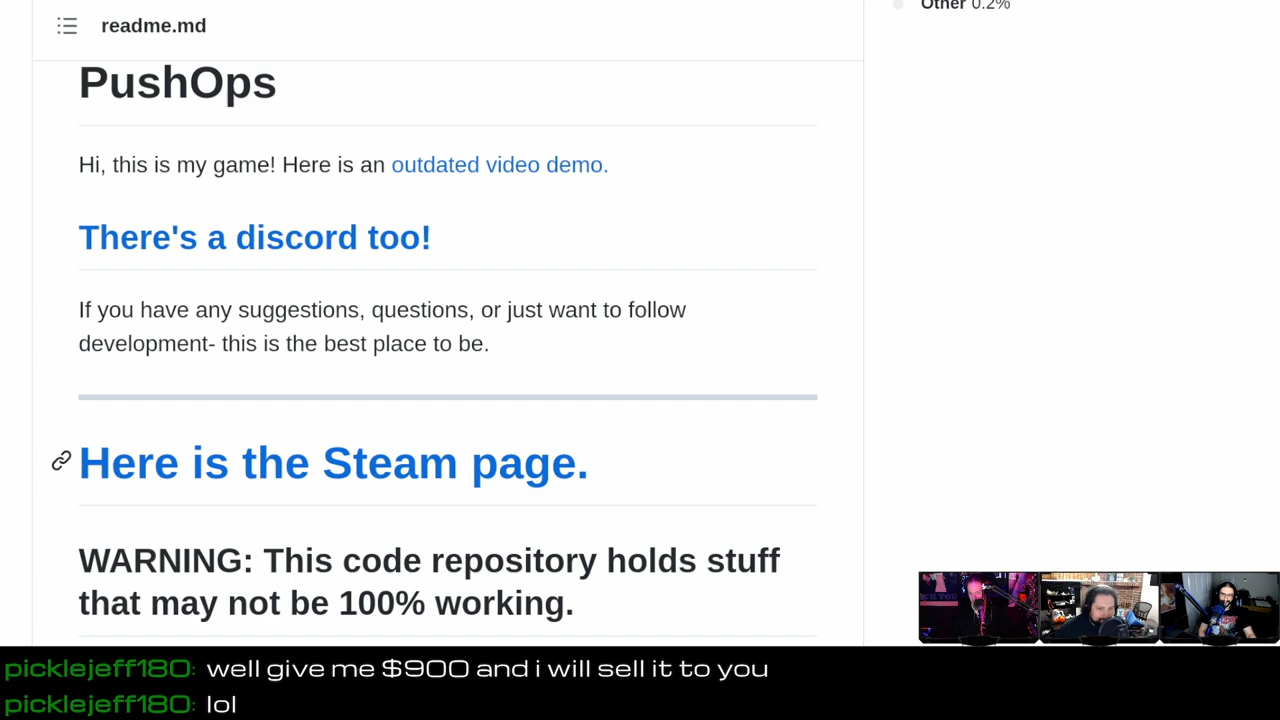 Other 0.2%
readme.md
PushOps
Hi, this is my game! Here is an outdated video demo.
There's a discord too!
If you have any suggestions, questions, or just want to follow
development- this is the best place to be.
Here is the Steam page.
WARNING: This code repository holds stuff
that may not be 100% working.
picklejeff180: well give me $900 and i will sell it to you
picklejeff180: lol